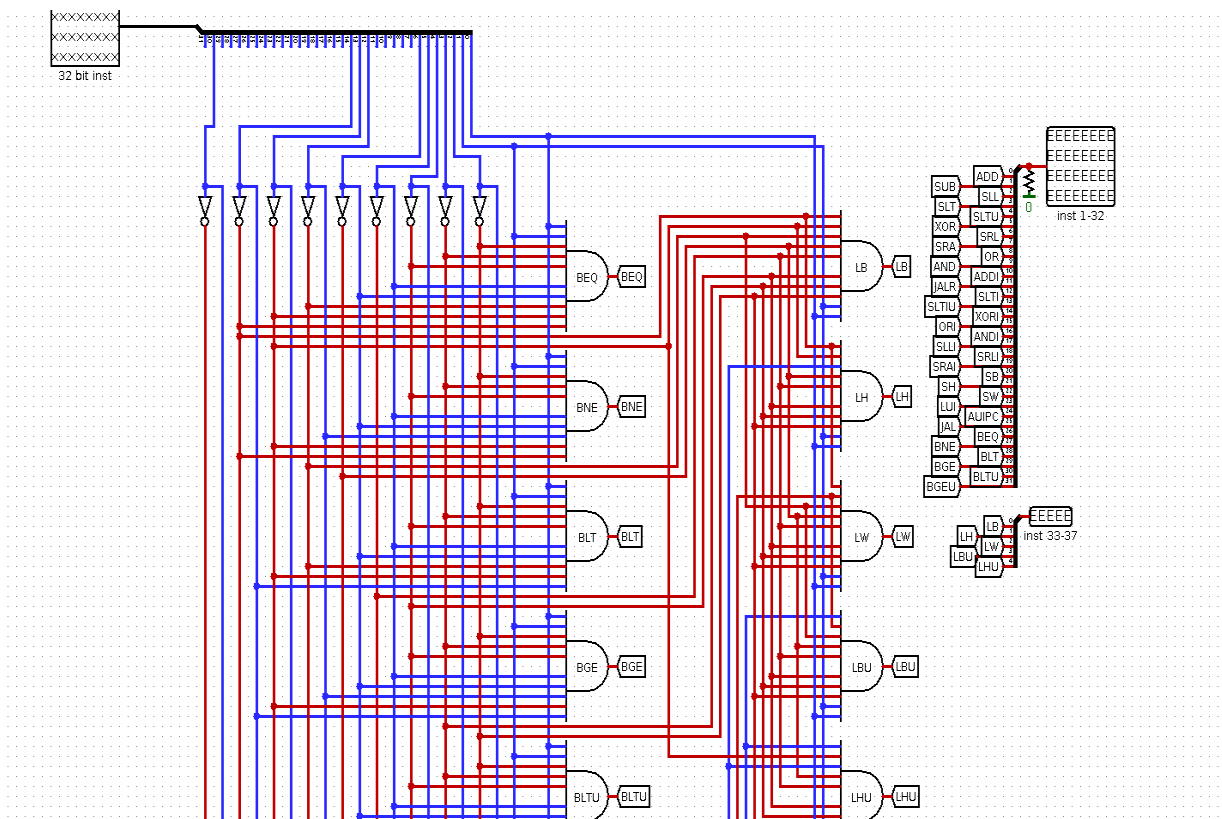 XXXXXXXX
XXXXXXXX
XXXXXXXX
32 bit inst
BEQ BEQ
BNE BNE
BLT BLT
BGE BGE
BLTU BLTU
LB LB
LH LH
LW LW
LBU LBU
LHU LHU
ADD
SUB
SLL
SLT
SLTU
XOR
SRL
SRA
OR
AND
ADDI
JALR
SLTI
SLTIU
XORI
ORI
ANDI
SLLI
SRLI
SRAI
SB
SH
SW
LUI
AUIPC
JAL
BEQ
BNE
BLT
BGE
BLTU
BGEU
0
EEEEEEEE
EEEEEEEE
EEEEEEEE
EEEEEEEE
inst 1-32
LB
LH
LW
LBU
LHU
EEEEE
inst 33-37